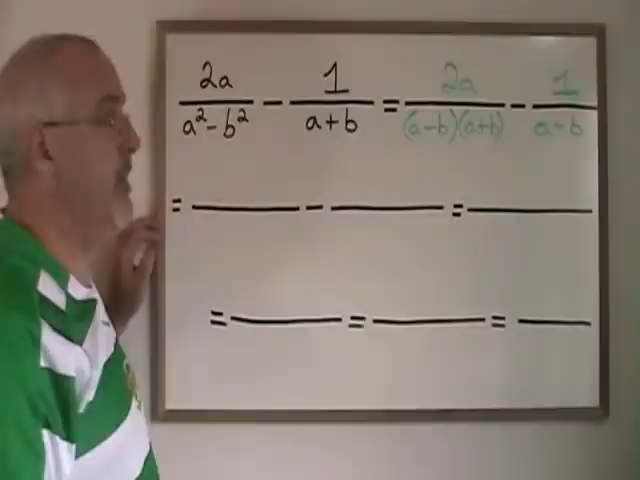 2a/(a²-b²) - 1/(a+b) = 2a/((a-b)(a+b)) - 1/(a+b)
= ____ - ____ = ____
= ____ = ____ = ____